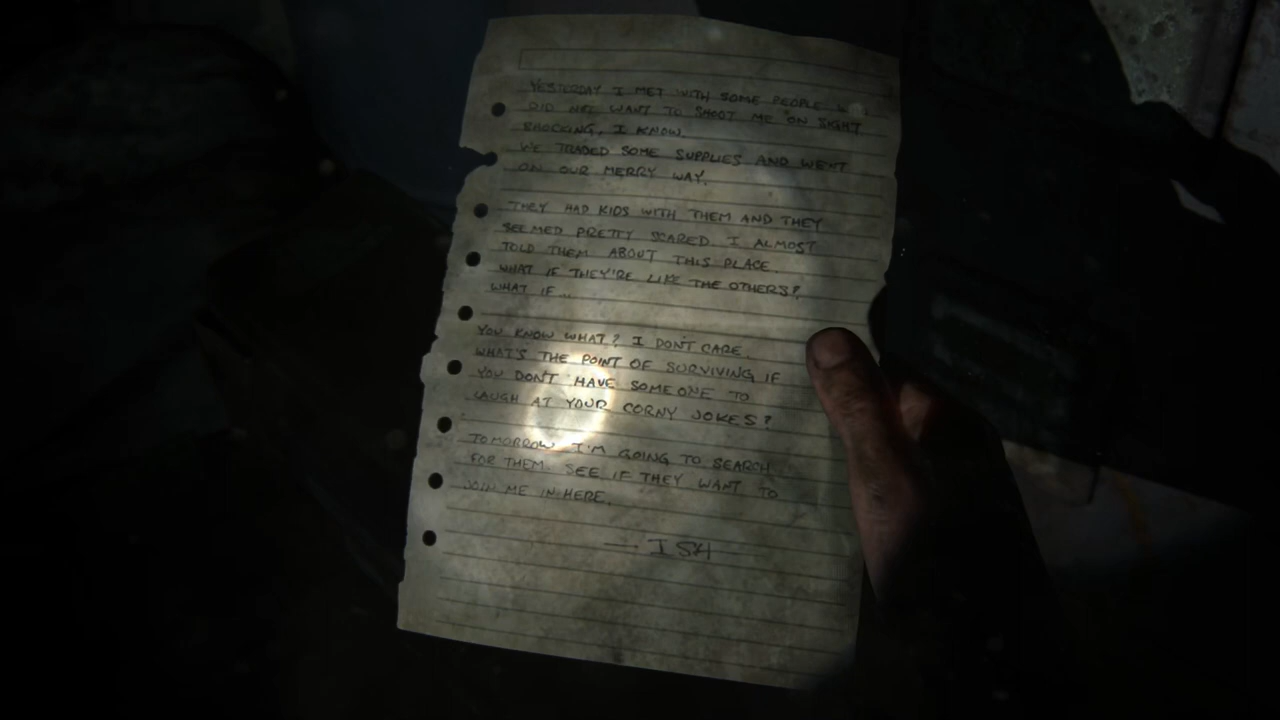 YESTERDAY I MET WITH SOME PEOPLE
DID NOT WANT TO SHOOT ME ON SIGHT
SHOCKING, I KNOW.
WE TRADED SOME SUPPLIES AND WENT
ON OUR MERRY WAY.
THEY HAD KIDS WITH THEM AND THEY
SEEMED PRETTY SCARED. I ALMOST
TOLD THEM ABOUT THIS PLACE.
WHAT IF THEY'RE LIKE THE OTHERS?
WHAT IF...
YOU KNOW WHAT? I DON'T CARE.
WHAT'S THE POINT OF SURVIVING IF
YOU DON'T HAVE SOMEONE TO
LAUGH AT YOUR CORNY JOKES?
TOMORROW I'M GOING TO SEARCH
FOR THEM. SEE IF THEY WANT TO
JOIN ME IN HERE.
— ISH